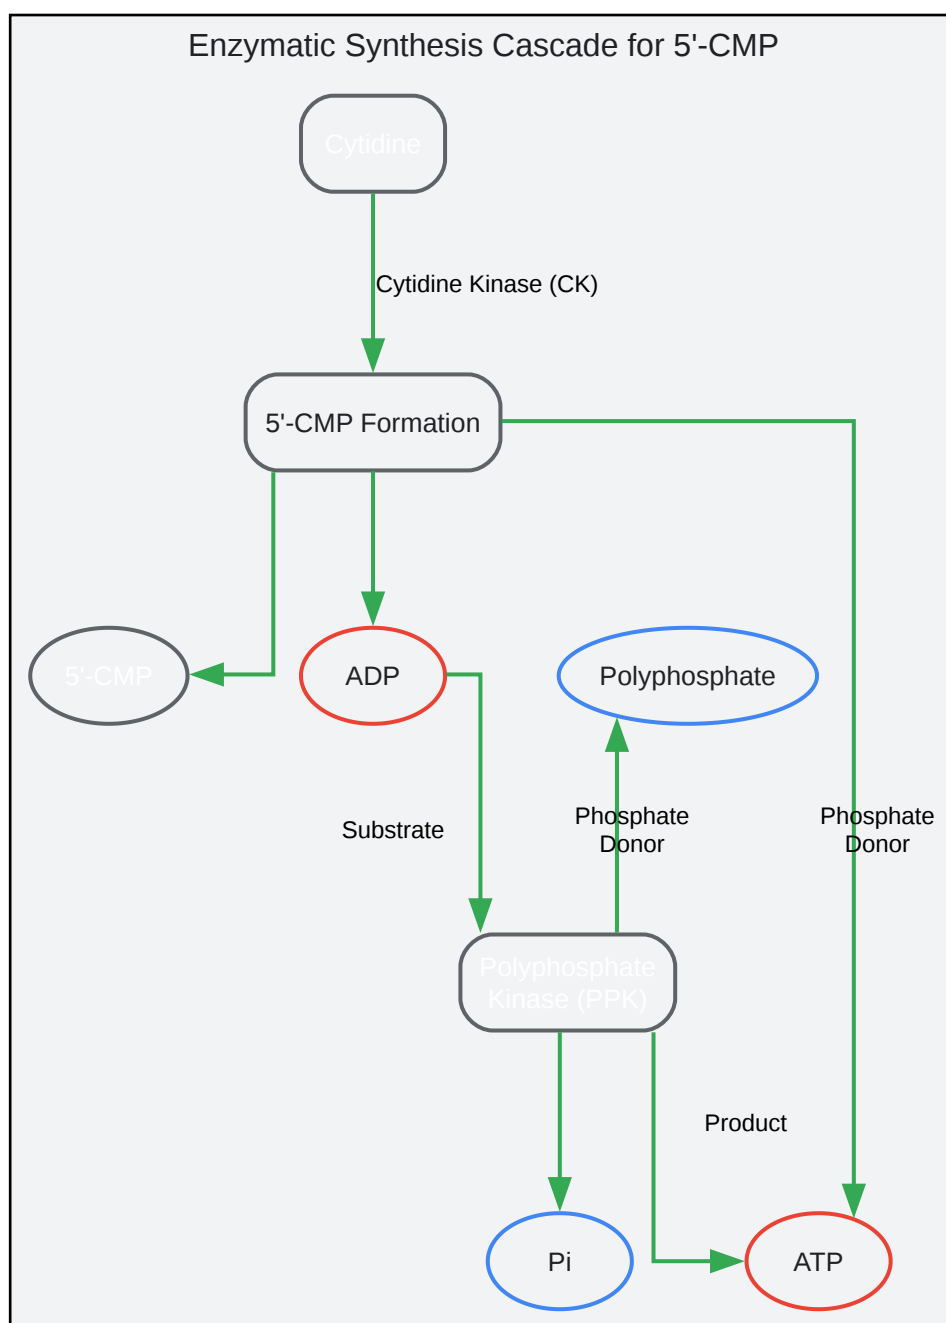 Enzymatic Synthesis Cascade for 5'-CMP
Cytidine
Cytidine Kinase (CK)
5'-CMP Formation
5'-CMP
ADP
Polyphosphate
Substrate
Phosphate
Donor
Phosphate
Donor
Polyphosphate
Kinase (PPK)
Product
Pi
ATP